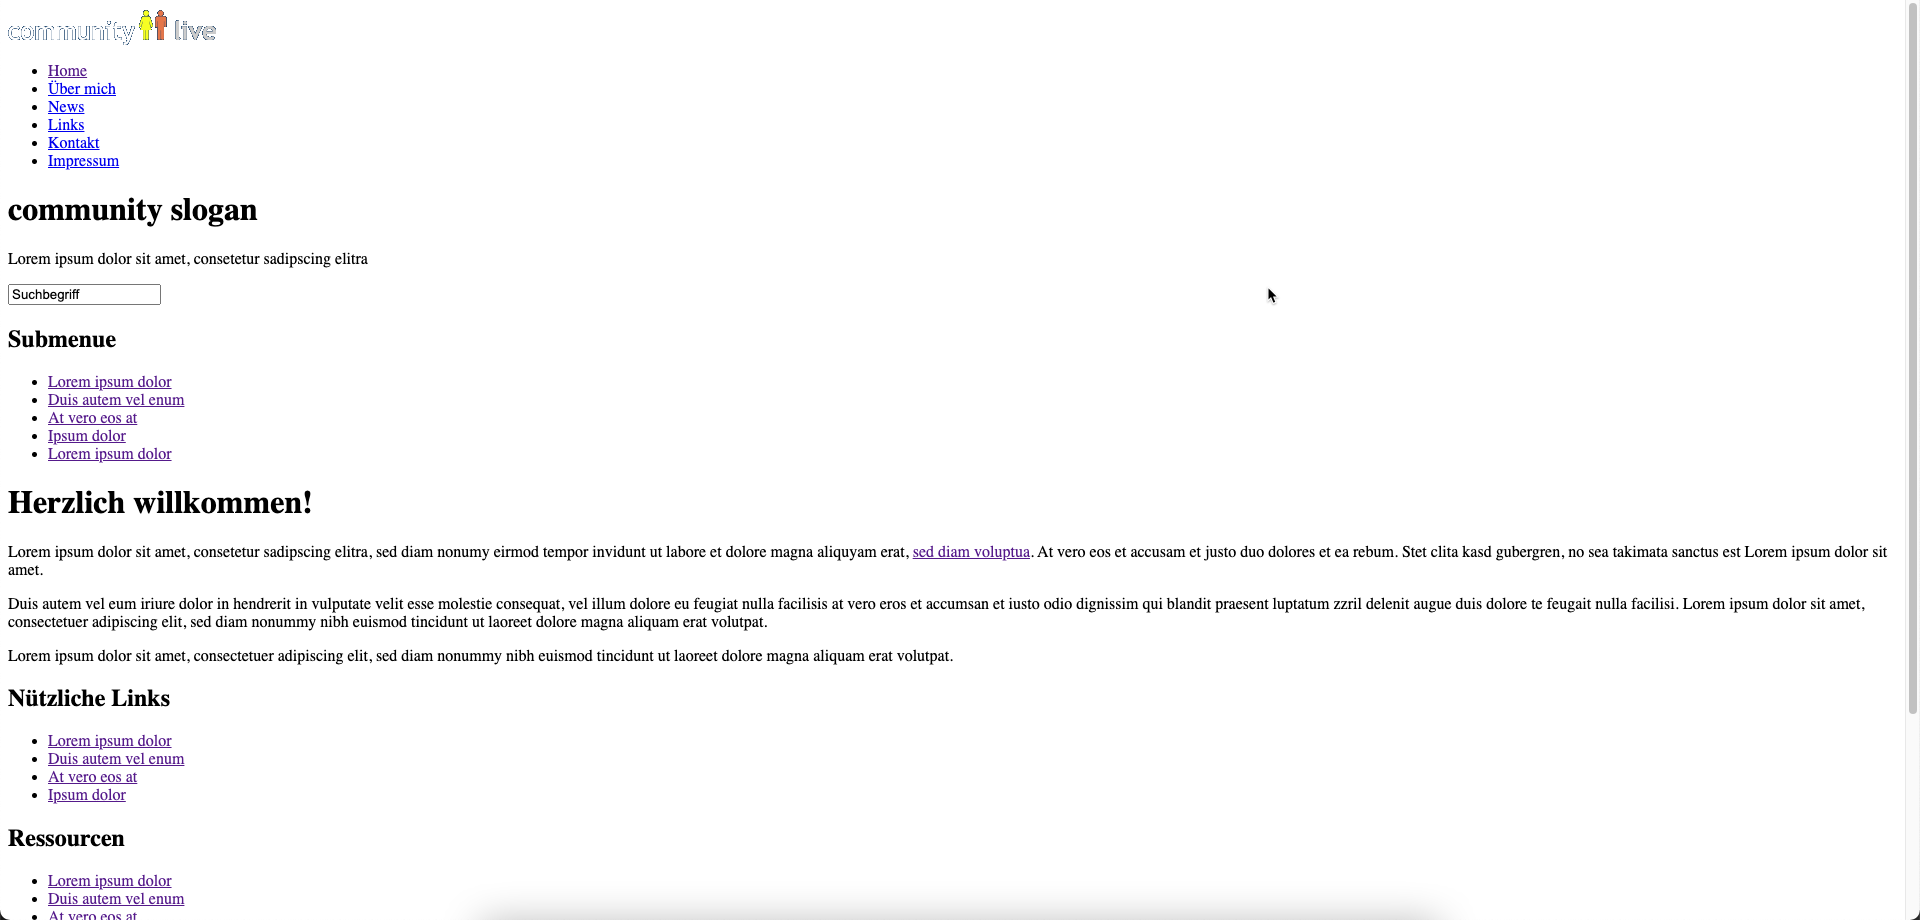 community live
Home
Über mich
News
Links
Kontakt
Impressum
community slogan
Lorem ipsum dolor sit amet, consetetur sadipscing elitra
Suchbegriff
Submenue
Lorem ipsum dolor
Duis autem vel enum
At vero eos at
Ipsum dolor
Lorem ipsum dolor
Herzlich willkommen!
Lorem ipsum dolor sit amet, consetetur sadipscing elitra, sed diam nonumy eirmod tempor invidunt ut labore et dolore magna aliquyam erat, sed diam voluptua. At vero eos et accusam et justo duo dolores et ea rebum. Stet clita kasd gubergren, no sea takimata sanctus est Lorem ipsum dolor sit
amet.
Duis autem vel eum iriure dolor in hendrerit in vulputate velit esse molestie consequat, vel illum dolore eu feugiat nulla facilisis at vero eros et accumsan et iusto odio dignissim qui blandit praesent luptatum zzril delenit augue duis dolore te feugait nulla facilisi. Lorem ipsum dolor sit amet,
consectetuer adipiscing elit, sed diam nonummy nibh euismod tincidunt ut laoreet dolore magna aliquam erat volutpat.
Lorem ipsum dolor sit amet, consectetuer adipiscing elit, sed diam nonummy nibh euismod tincidunt ut laoreet dolore magna aliquam erat volutpat.
Nützliche Links
Lorem ipsum dolor
Duis autem vel enum
At vero eos at
Ipsum dolor
Ressourcen
Lorem ipsum dolor
Duis autem vel enum
At vero eos at